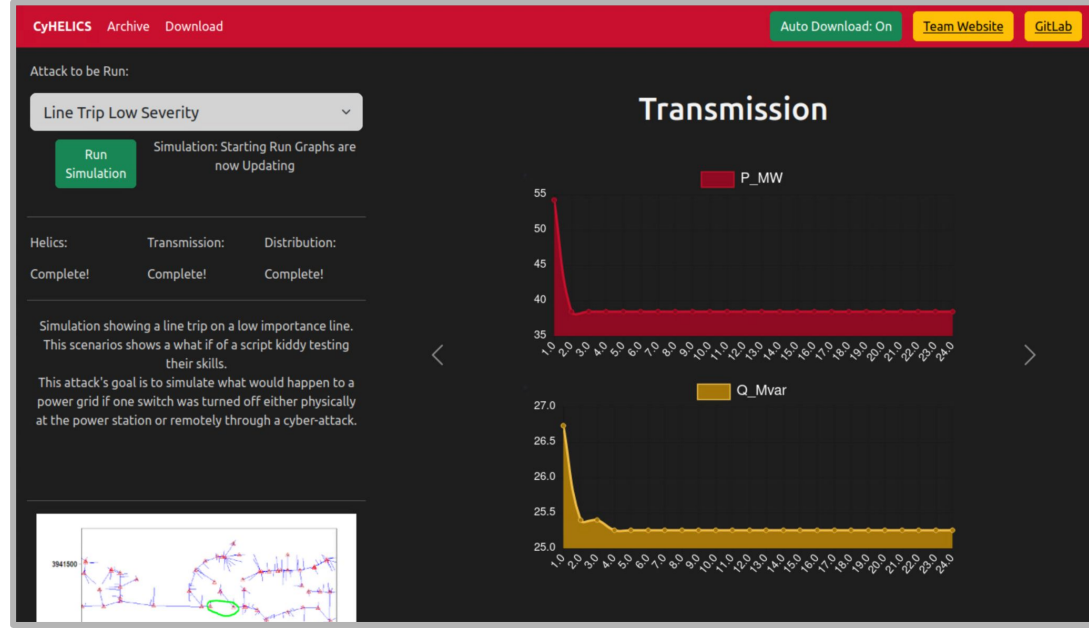 CyHELICS Archive Download Auto Download: On Team Website GitLab
Attack to be Run:
Line Trip Low Severity
Run
Simulation
Simulation: Starting Run Graphs are
now Updating
Helics: Transmission: Distribution:
Complete! Complete! Complete!
Simulation showing a line trip on a low importance line.
This scenarios shows a what if of a script kiddy testing
their skills.
This attack's goal is to simulate what would happen to a
power grid if one switch was turned off either physically
at the power station or remotely through a cyber-attack.
3941500
Transmission
P_MW
55
50
45
40
35
1.0 2.0 3.0 4.0 5.0 6.0 7.0 8.0 9.0 10.0 11.0 12.0 13.0 14.0 15.0 16.0 17.0 18.0 19.0 20.0 21.0 22.0 23.0 24.0
Q_Mvar
27.0
26.5
26.0
25.5
25.0
1.0 2.0 3.0 4.0 5.0 6.0 7.0 8.0 9.0 10.0 11.0 12.0 13.0 14.0 15.0 16.0 17.0 18.0 19.0 20.0 21.0 22.0 23.0 24.0